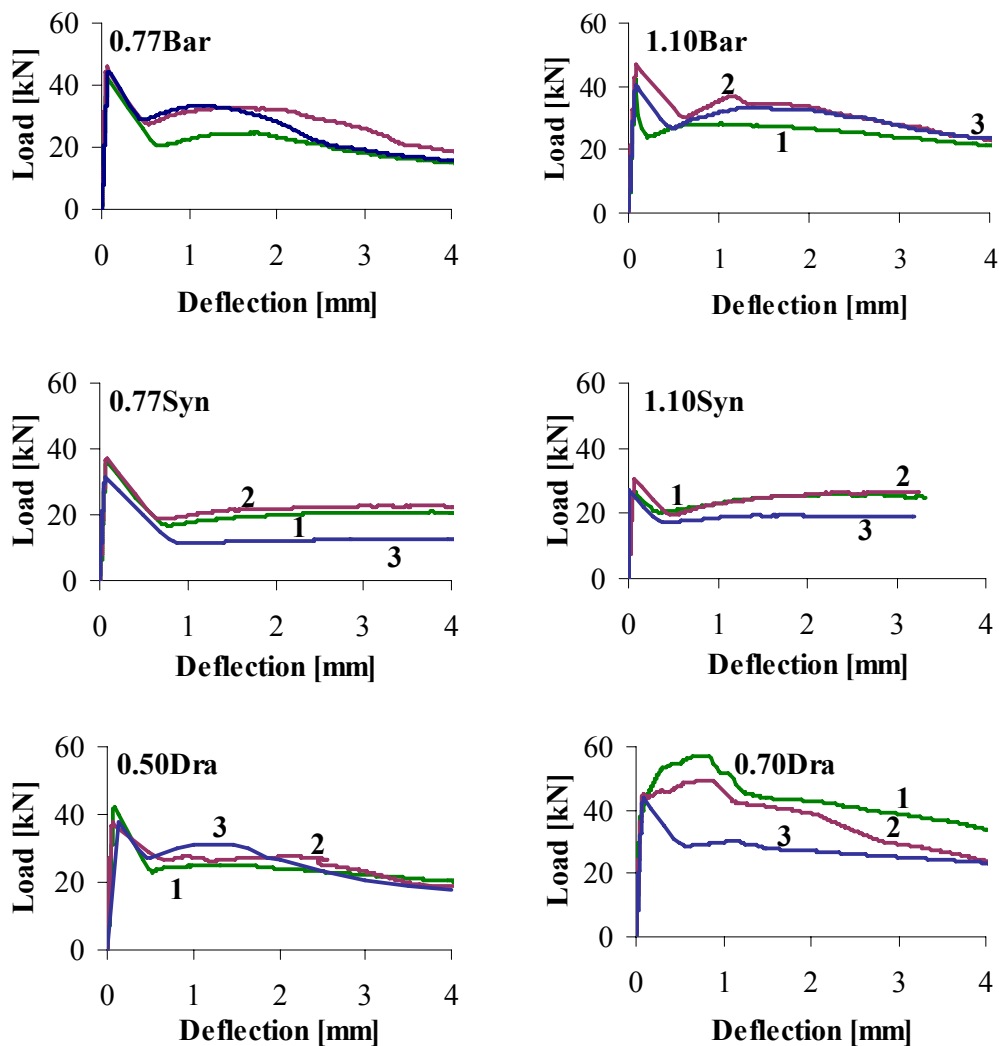 0.77Bar
Load [kN]
60
40
20
0
0 1 2 3 4
Deflection [mm]
1.10Bar
Load [kN]
60
40
20
0
2
1
3
0 1 2 3 4
Deflection [mm]
0.77Syn
Load [kN]
60
40
20
0
2
1
3
0 1 2 3 4
Deflection [mm]
1.10Syn
Load [kN]
60
40
20
0
1
2
3
0 1 2 3 4
Deflection [mm]
0.50Dra
Load [kN]
60
40
20
0
3
2
1
0 1 2 3 4
Deflection [mm]
0.70Dra
Load [kN]
60
40
20
0
1
2
3
0 1 2 3 4
Deflection [mm]